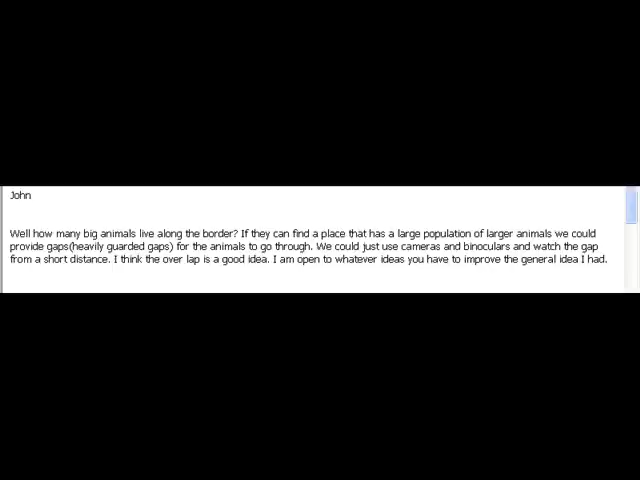 John
Well how many big animals live along the border? If they can find a place that has a large population of larger animals we could
provide gaps(heavily guarded gaps) for the animals to go through. We could just use cameras and binoculars and watch the gap
from a short distance. I think the over lap is a good idea. I am open to whatever ideas you have to improve the general idea I had.